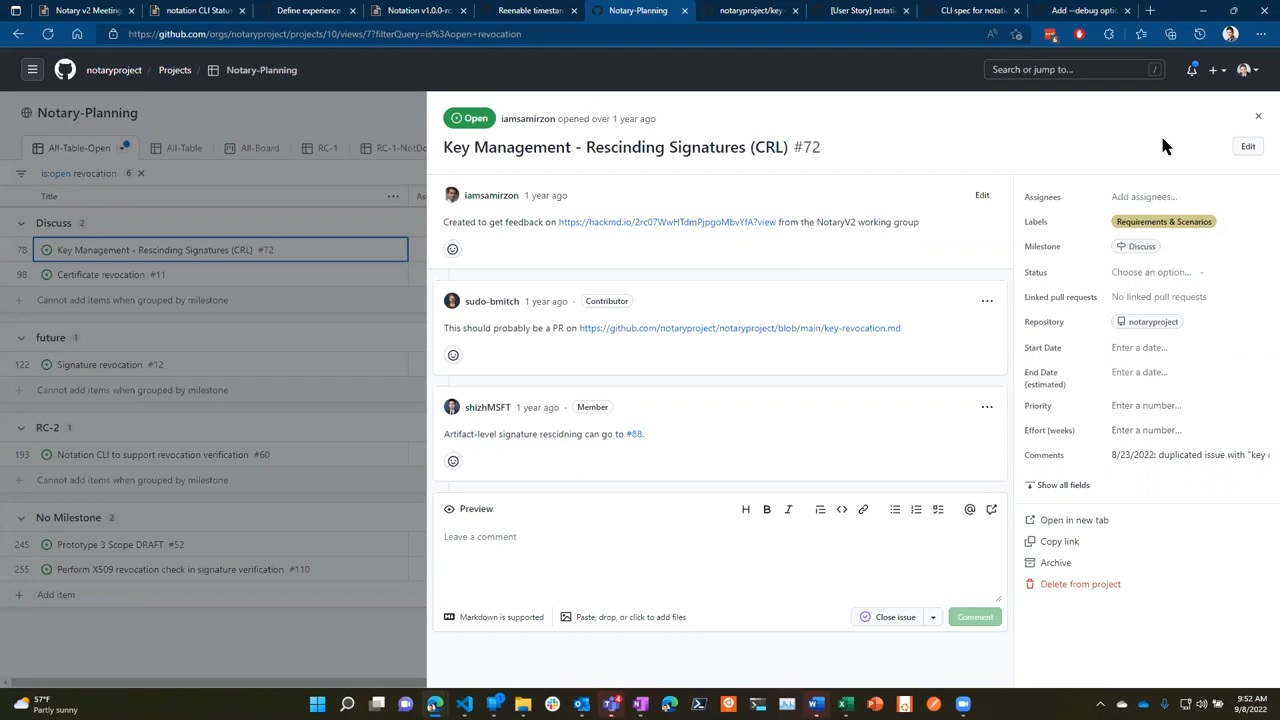 Notary v2 Meeting
notation CLI Status
Define experience
Notation v1.0.0-rc
Reenable timestam
Notary-Planning
notaryproject/key-
[User Story] notatio
CLI spec for notatio
Add --debug optio
https://github.com/orgs/notaryproject/projects/10/views/7?filterQuery=is%3Aopen+revocation
6
notaryproject / Projects / Notary-Planning
Search or jump to...
/
Notary-Planning
All-Table-Open
All-Table
All-Board
RC-1
RC-1-NotDo
is:open revocation 6
Title
Ass
Discuss 2
78 Key Management - Rescinding Signatures (CRL) #72
98 Certificate revocation #11
Cannot add items when grouped by milestone
future 1
122 Signature revocation #12
Cannot add items when grouped by milestone
RC-2 1
193 Notation CLI to support revocation verification #60
Cannot add items when grouped by milestone
No Milestone 2
245 Prototype 3 Scope DRAFT #52
255 Perform X509 revocation check in signature verification #110
Add item
Open iamsamirzon opened over 1 year ago
Key Management - Rescinding Signatures (CRL) #72
Edit
iamsamirzon 1 year ago
Edit
Created to get feedback on https://hackmd.io/2rc07WwHTdmPjpgoMbvYfA?view from the NotaryV2 working group
sudo-bmitch 1 year ago · Contributor
This should probably be a PR on https://github.com/notaryproject/notaryproject/blob/main/key-revocation.md
shizhMSFT 1 year ago · Member
Artifact-level signature rescidning can go to #88.
Preview
H B I
Leave a comment
Markdown is supported
Paste, drop, or click to add files
Close issue
Comment
Assignees Add assignees...
Labels Requirements & Scenarios
Milestone Discuss
Status Choose an option...
Linked pull requests No linked pull requests
Repository notaryproject
Start Date Enter a date...
End Date Enter a date...
(estimated)
Priority Enter a number...
Effort (weeks) Enter a number...
Comments 8/23/2022: duplicated issue with "key r
Show all fields
Open in new tab
Copy link
Archive
Delete from project
57°F
Partly sunny
9:52 AM
9/8/2022